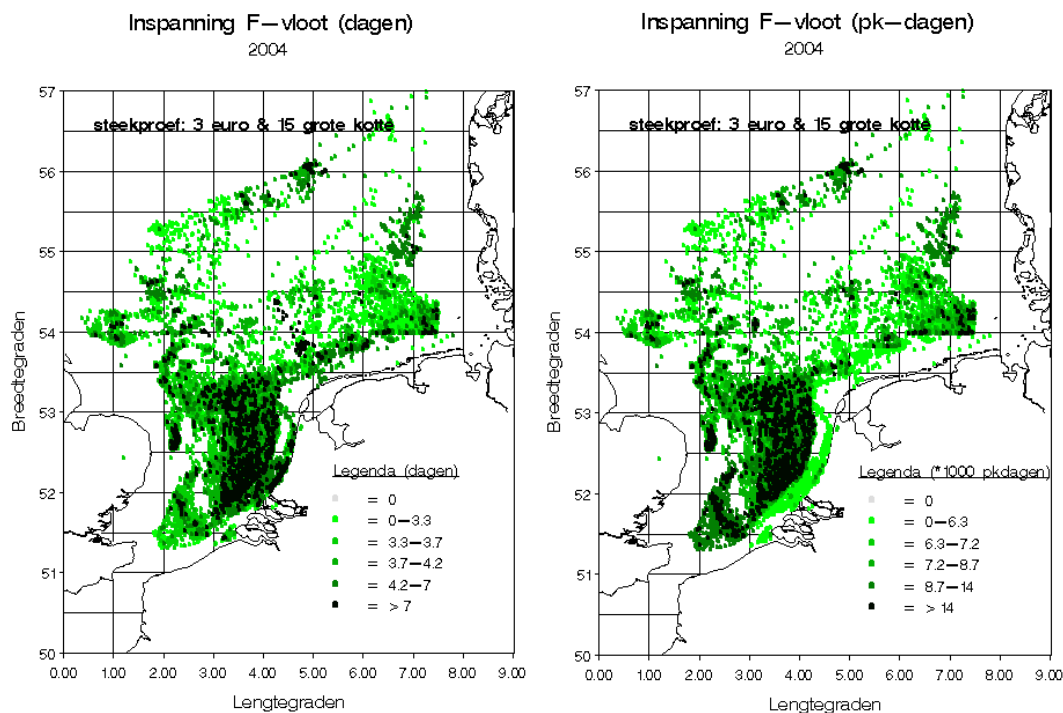 Inspanning F–vloot (dagen)
2004
57
steekproef: 3 euro & 15 grote kotte
56
55
54
53
52
51
50
Breedtegraden
Legenda (dagen)
= 0
= 0–3.3
= 3.3–3.7
= 3.7–4.2
= 4.2–7
= > 7
0.00 1.00 2.00 3.00 4.00 5.00 6.00 7.00 8.00 9.00
Lengtegraden
Inspanning F–vloot (pk–dagen)
2004
57
steekproef: 3 euro & 15 grote kotte
56
55
54
53
52
51
50
Breedtegraden
Legenda (*1000 pkdagen)
= 0
= 0–6.3
= 6.3–7.2
= 7.2–8.7
= 8.7–14
= > 14
0.00 1.00 2.00 3.00 4.00 5.00 6.00 7.00 8.00 9.00
Lengtegraden